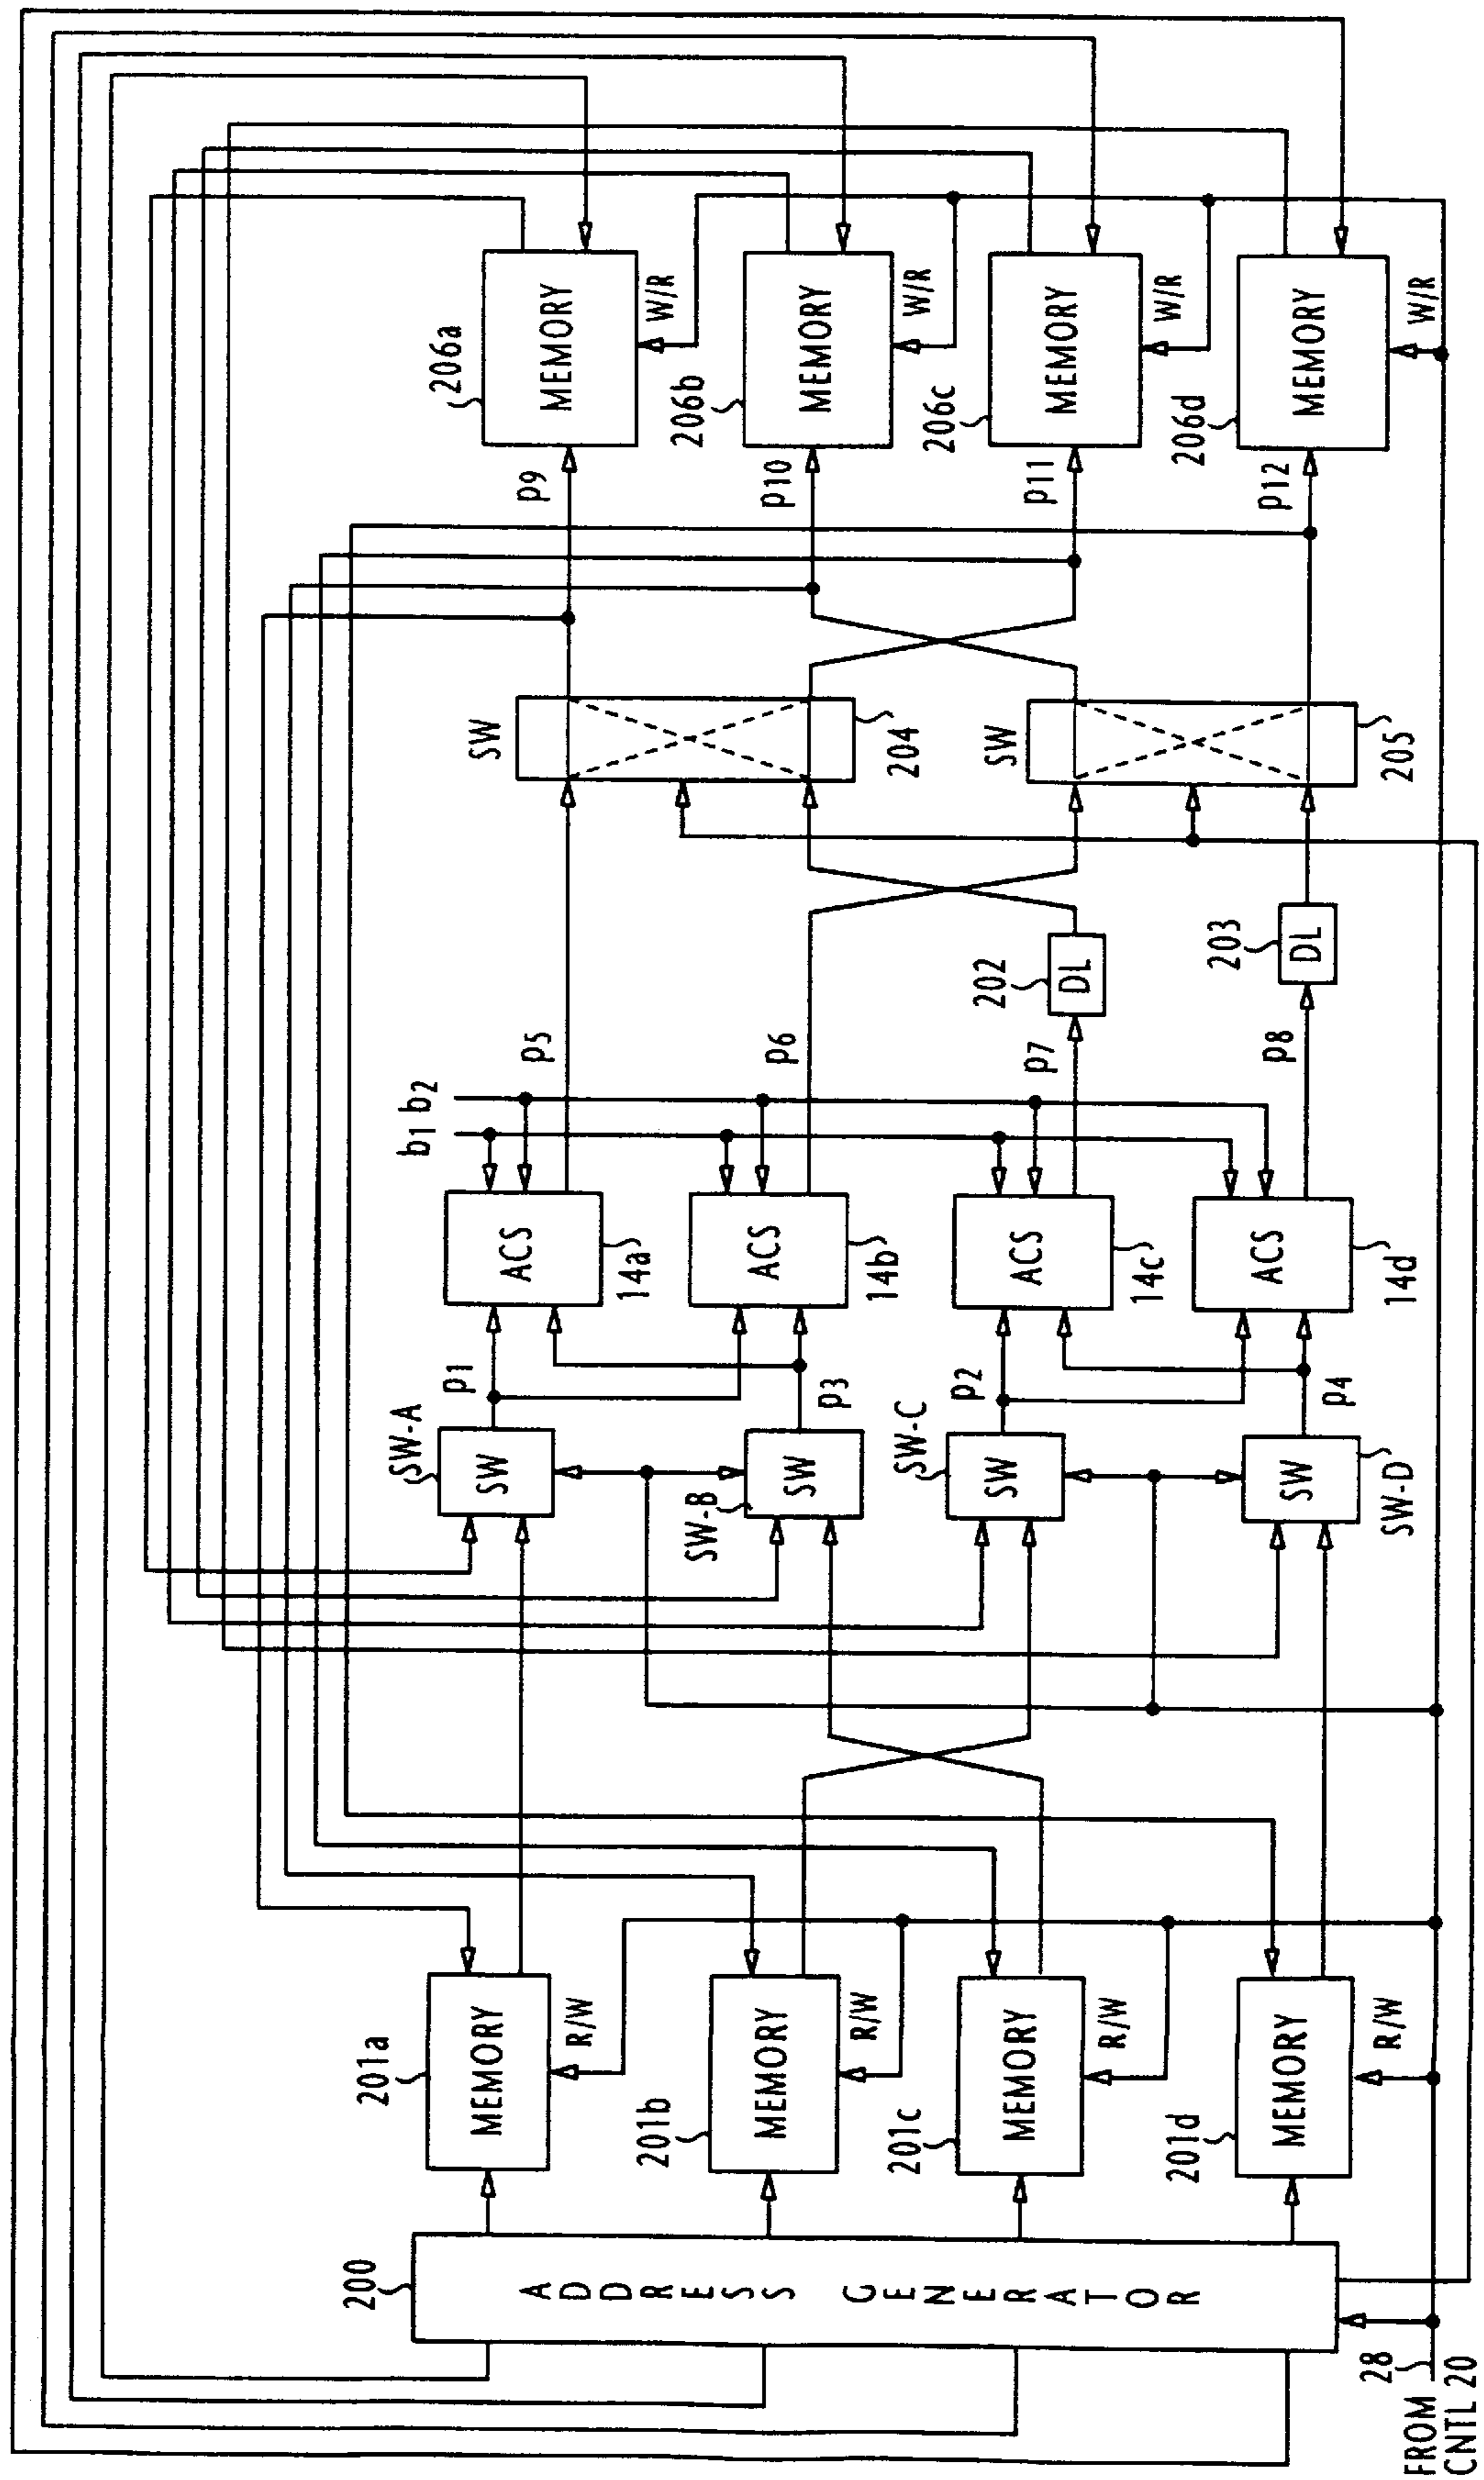 200
ADDRESS GENERATOR
28
FROM
CNTL 20
201a
MEMORY
R/W
201b
MEMORY
R/W
201c
MEMORY
R/W
201d
MEMORY
R/W
SW-A
SW
SW-B
SW
SW-C
SW
SW-D
SW
p1
p3
p2
p4
ACS
14a
ACS
14b
ACS
14c
ACS
14d
b1
b2
p5
p6
p7
p8
202
DL
203
DL
SW
204
SW
205
p9
p10
p11
p12
206a
MEMORY
W/R
206b
MEMORY
W/R
206c
MEMORY
W/R
206d
MEMORY
W/R